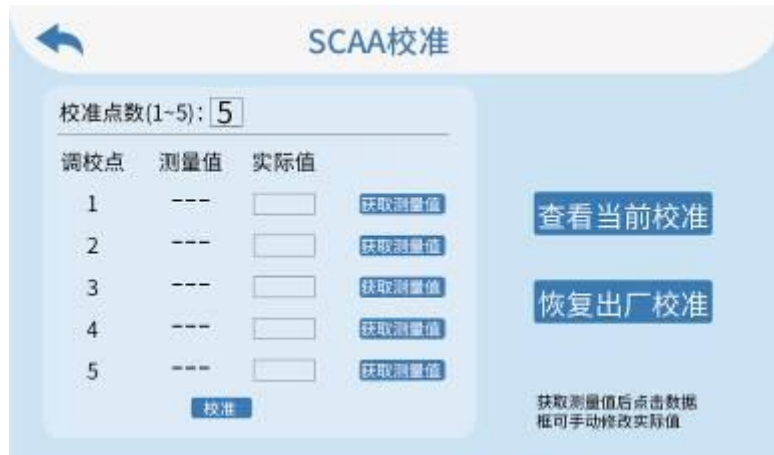 SCAA校准
校准点数(1~5): 5
调校点 测量值 实际值
1 --- 获取测量值
2 --- 获取测量值
3 --- 获取测量值
4 --- 获取测量值
5 --- 获取测量值
校准
查看当前校准
恢复出厂校准
获取测量值后点击数据
框可手动修改实际值